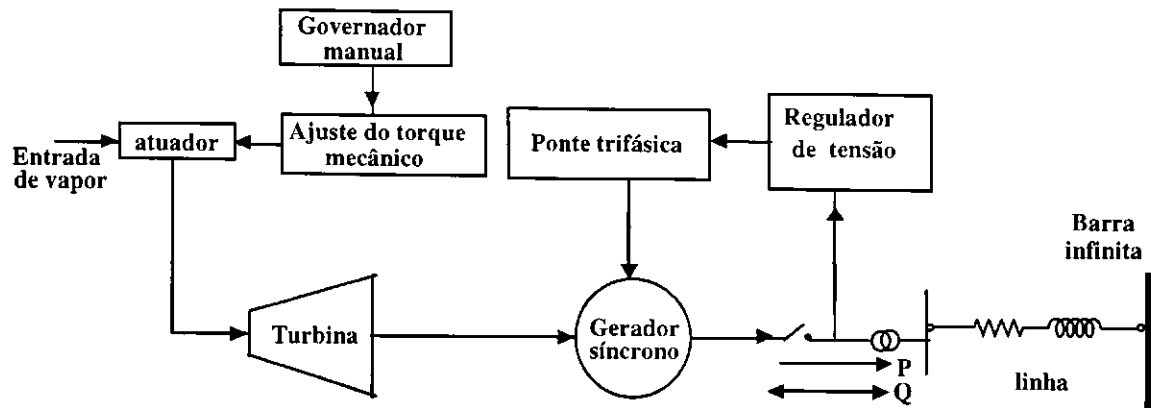 Governador
manual
Entrada
de vapor
atuador
Ajuste do torque
mecânico
Ponte trifásica
Regulador
de tensão
Barra
infinita
Turbina
Gerador
síncrono
P
Q
linha